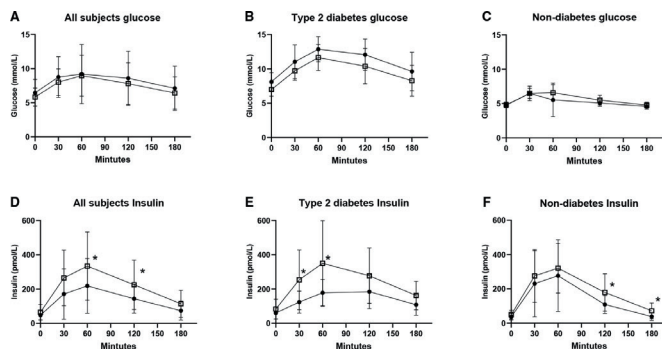 A All subjects glucose
Glucose (mmol/L)
15
10
5
0
0 30 60 90 120 150 180
Mintutes
B Type 2 diabetes glucose
Glucose (mmol/L)
15
10
5
0
0 30 60 90 120 150 180
Mintutes
C Non-diabetes glucose
Glucose (mmol/L)
15
10
5
0
0 30 60 90 120 150 180
Mintutes
D All subjects Insulin
Insulin (pmol/L)
600
400
200
0
* *
0 30 60 90 120 150 180
Mintutes
E Type 2 diabetes Insulin
Insulin (pmol/L)
600
400
200
0
* *
0 30 60 90 120 150 180
Mintutes
F Non-diabetes Insulin
Insulin (pmol/L)
600
400
200
0
* *
0 30 60 90 120 150 180
Mintutes